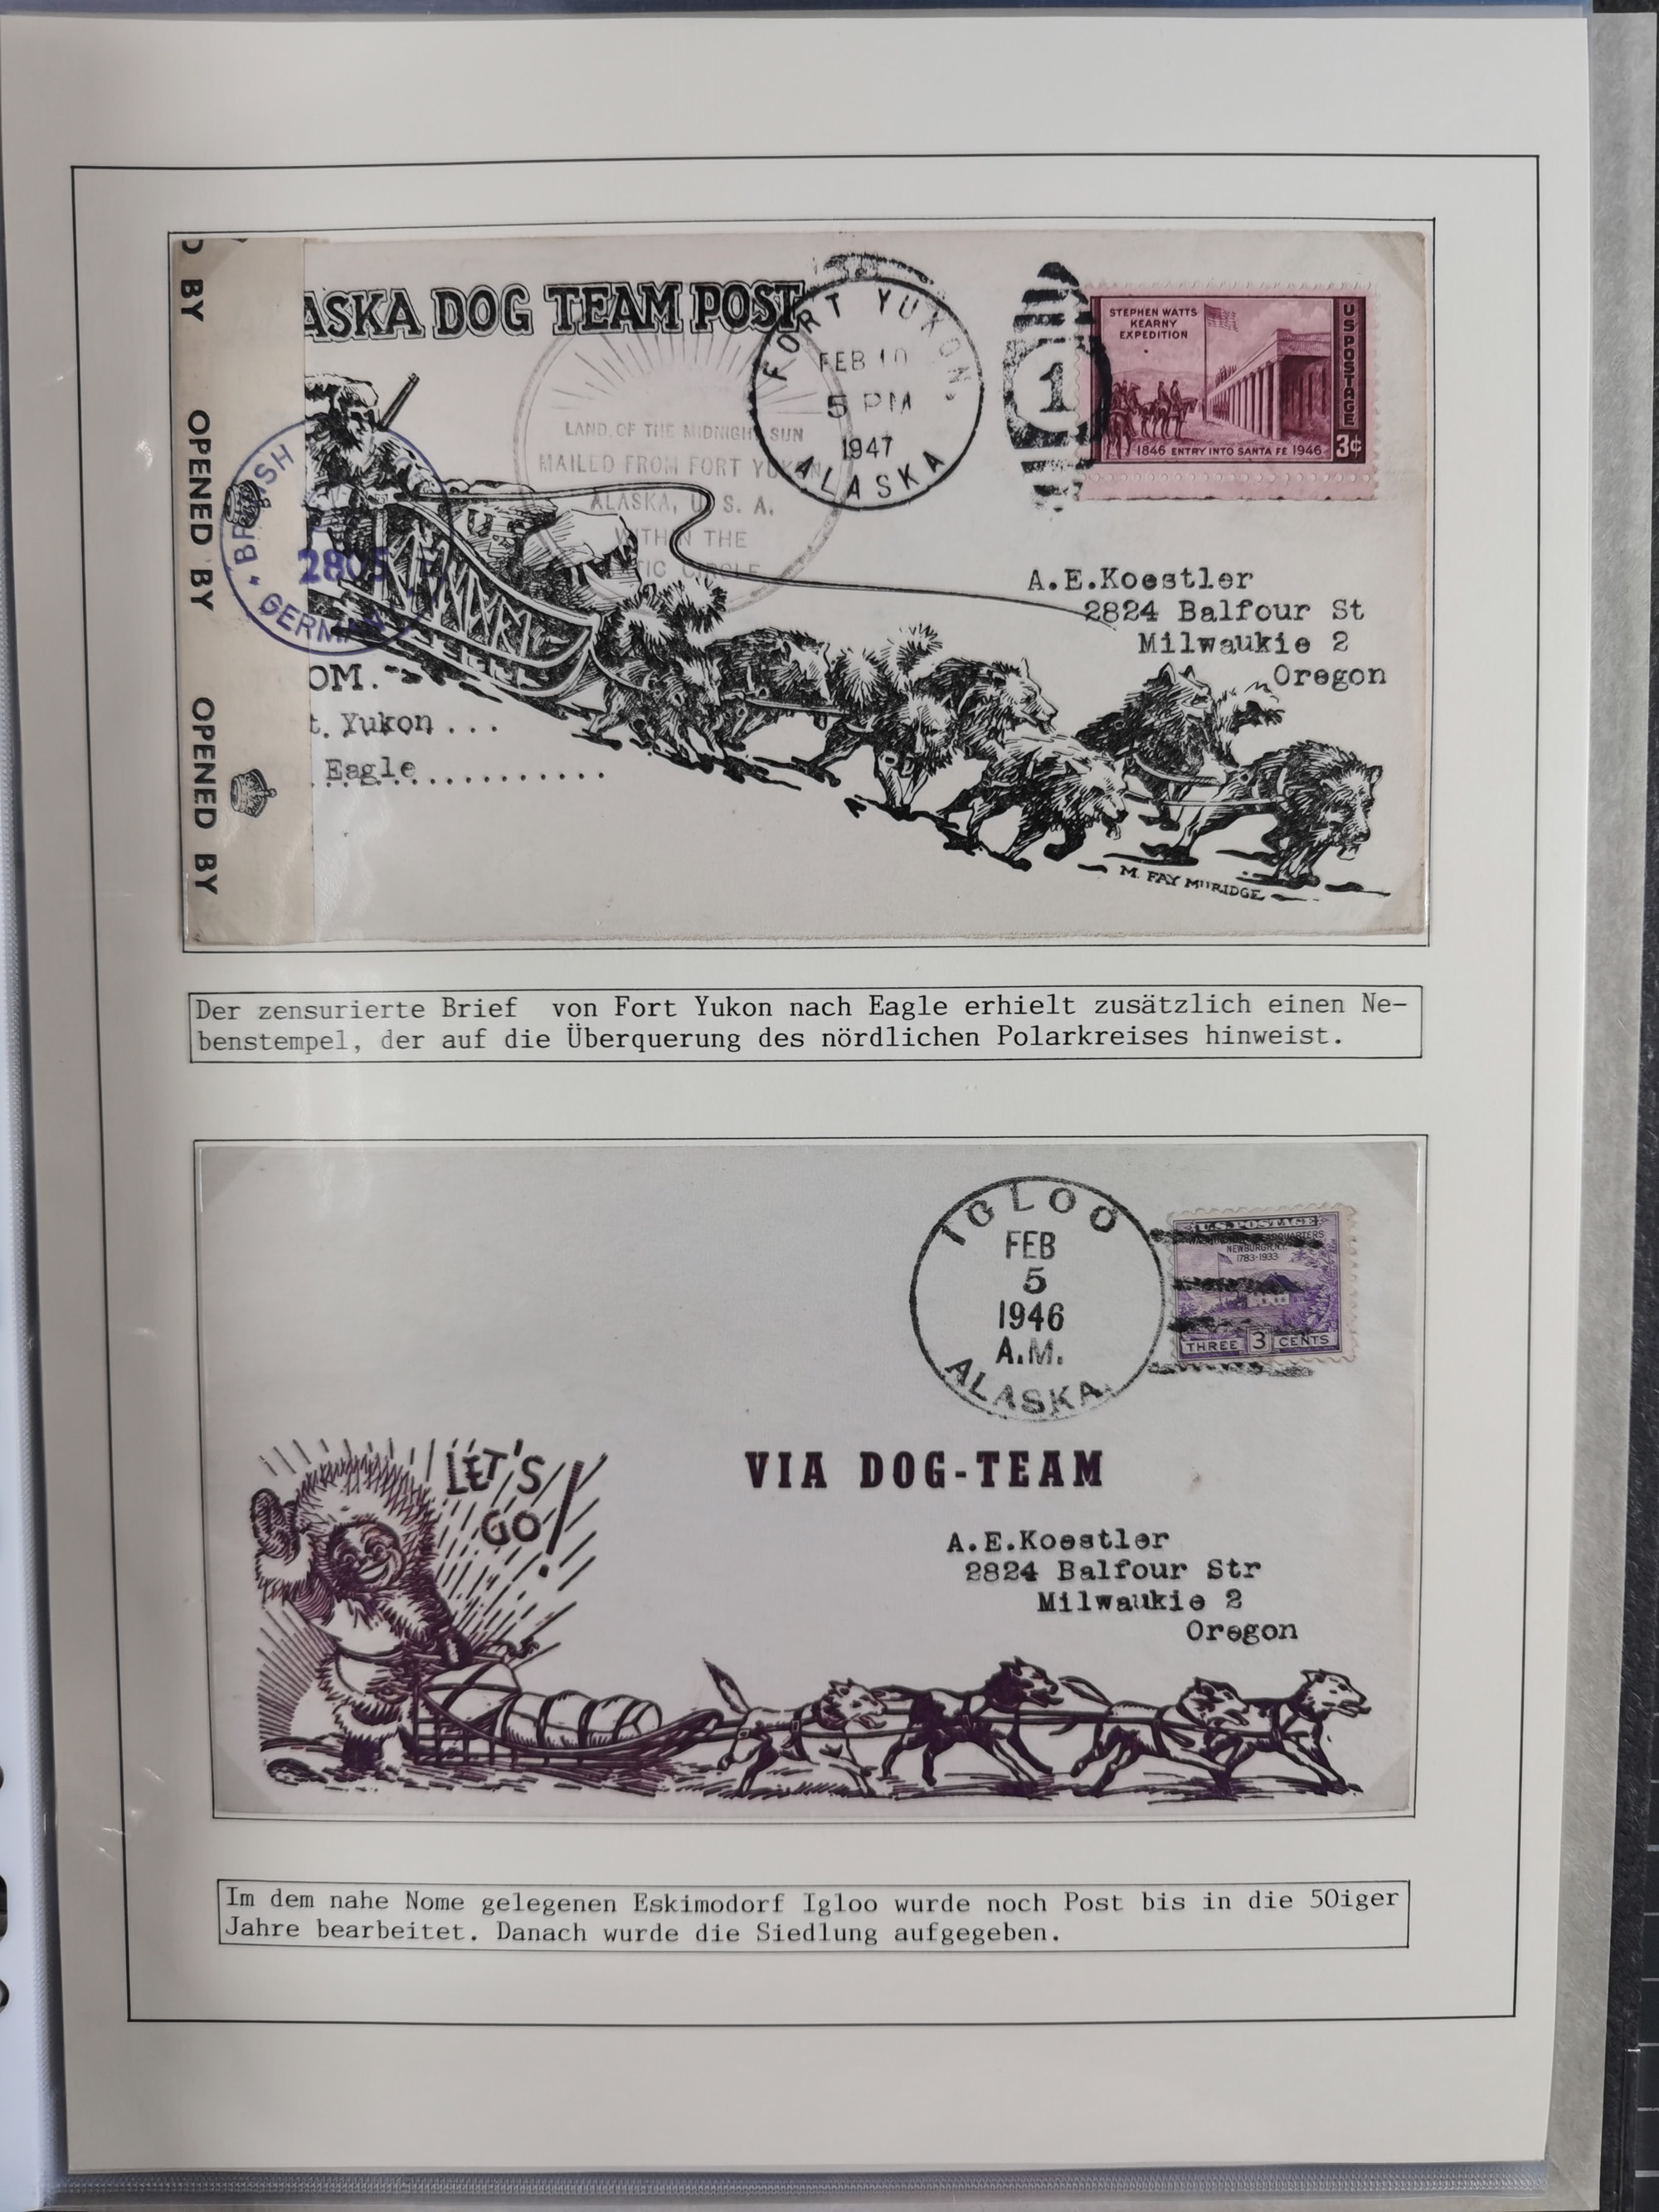 OPENED BY
OPENED BY
BY
ASKA DOG TEAM POST
FORT YUKON
FEB 10
5 PM
1947
ALASKA
1
STEPHEN WATTS
KEARNY
EXPEDITION
U S POSTAGE
1846 ENTRY INTO SANTA FE 1946
3¢
LAND OF THE MIDNIGHT SUN
MAILED FROM FORT YUKON
ALASKA, U. S. A.
WITHIN THE
TIC CIRCLE
BRITISH
2805
GERM
U.S.
A.E.Koestler
2824 Balfour St
Milwaukie 2
Oregon
OM.
t. Yukon...
Eagle............
M. FAY MURIDGE
Der zensurierte Brief von Fort Yukon nach Eagle erhielt zusätzlich einen Ne-
benstempel, der auf die Überquerung des nördlichen Polarkreises hinweist.
IGLOO
FEB
5
1946
A.M.
ALASKA.
U.S. POSTAGE
HEADQUARTERS
NEWBURGH, N.Y.
1783-1933
THREE 3 CENTS
LET'S
GO!
VIA DOG-TEAM
A.E.Koestler
2824 Balfour Str
Milwaukie 2
Oregon
Im dem nahe Nome gelegenen Eskimodorf Igloo wurde noch Post bis in die 50iger
Jahre bearbeitet. Danach wurde die Siedlung aufgegeben.